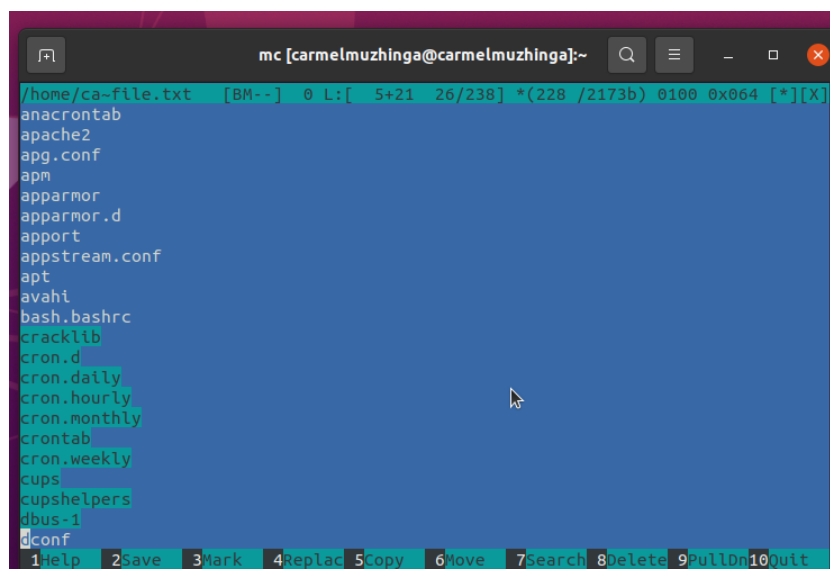 mc [carmelmuzhinga@carmelmuzhinga]:~
/home/ca~file.txt   [BM--]  0 L:[  5+21  26/238] *(228 /2173b) 0100 0x064 [*][X]
anacrontab
apache2
apg.conf
apm
apparmor
apparmor.d
apport
appstream.conf
apt
avahi
bash.bashrc
cracklib
cron.d
cron.daily
cron.hourly
cron.monthly
crontab
cron.weekly
cups
cupshelpers
dbus-1
dconf
1Help   2Save   3Mark   4Replac 5Copy   6Move   7Search 8Delete 9PullDn10Quit